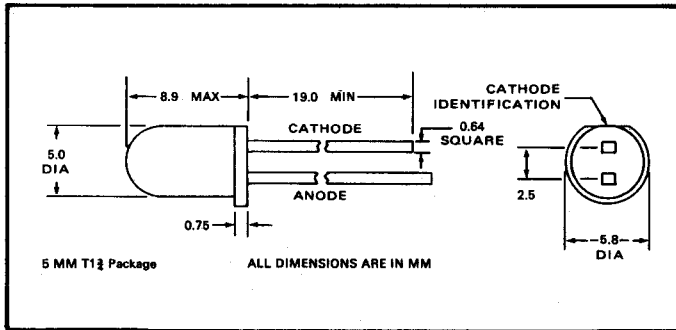 8.9 MAX
19.0 MIN
CATHODE
IDENTIFICATION
CATHODE
0.64
SQUARE
5.0
DIA
2.5
ANODE
0.75
5.8
DIA
5 MM T1¾ Package
ALL DIMENSIONS ARE IN MM